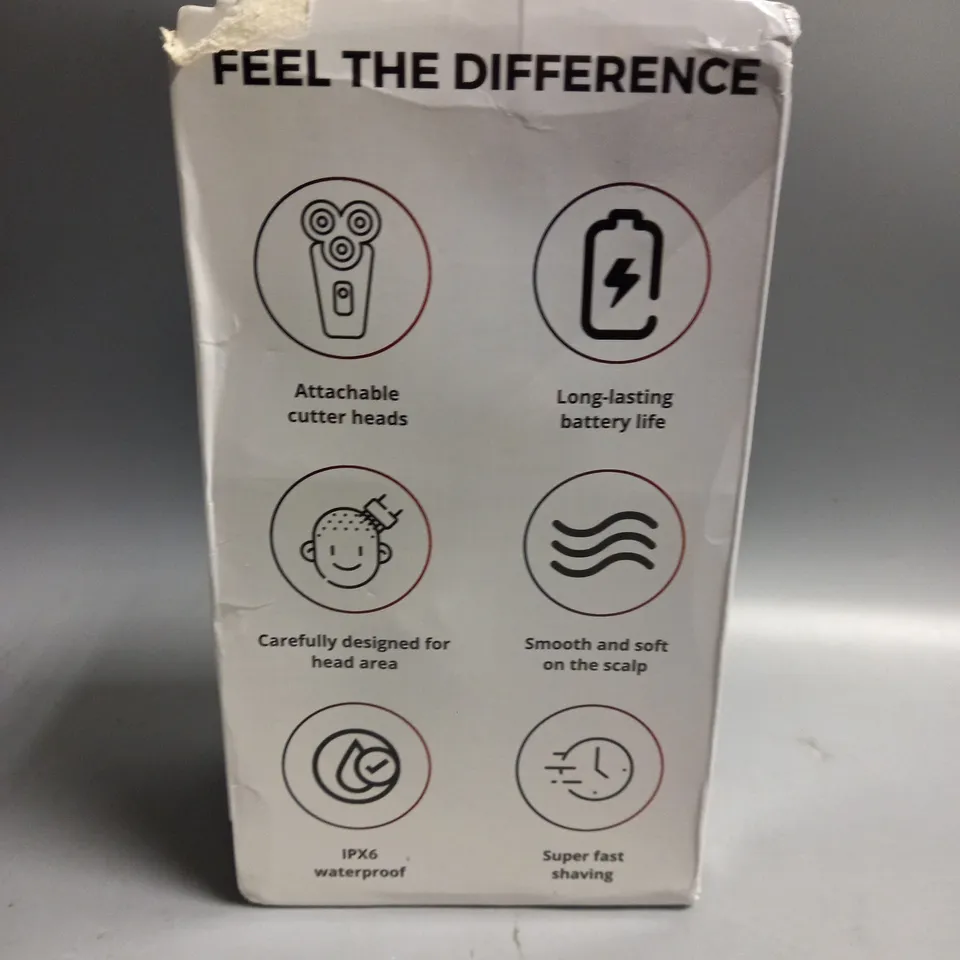 FEEL THE DIFFERENCE
Attachable
cutter heads
Long-lasting
battery life
Carefully designed for
head area
Smooth and soft
on the scalp
IPX6
waterproof
Super fast
shaving